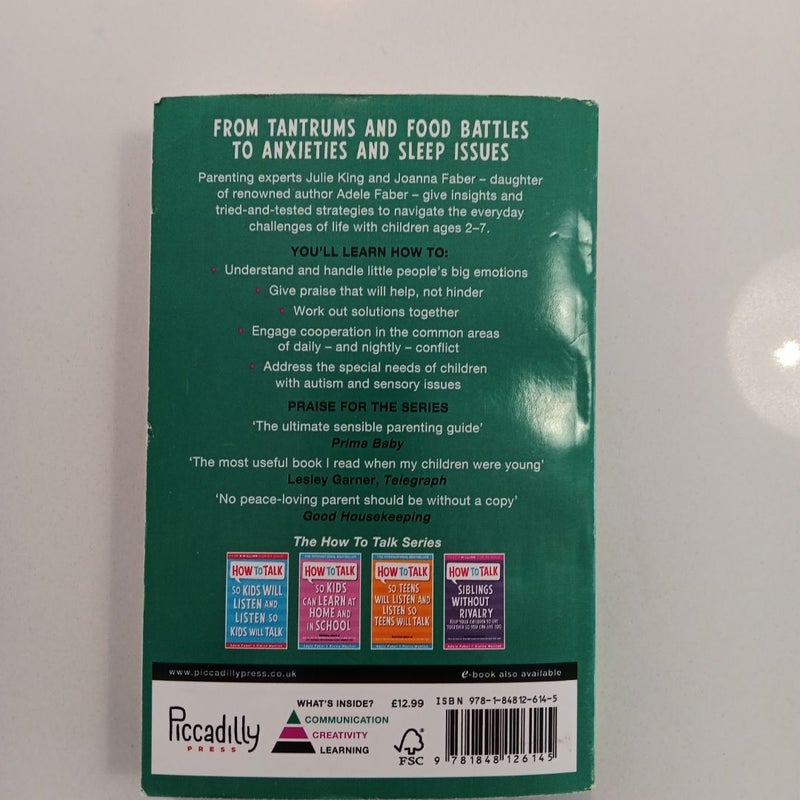 FROM TANTRUMS AND FOOD BATTLES
TO ANXIETIES AND SLEEP ISSUES
Parenting experts Julie King and Joanna Faber – daughter
of renowned author Adele Faber – give insights and
tried-and-tested strategies to navigate the everyday
challenges of life with children ages 2–7.
YOU'LL LEARN HOW TO:
• Understand and handle little people's big emotions
• Give praise that will help, not hinder
• Work out solutions together
• Engage cooperation in the common areas
of daily – and nightly – conflict
• Address the special needs of children
with autism and sensory issues
PRAISE FOR THE SERIES
'The ultimate sensible parenting guide'
Prima Baby
'The most useful book I read when my children were young'
Lesley Garner, Telegraph
'No peace-loving parent should be without a copy'
Good Housekeeping
The How To Talk Series
HOW TO TALK
SO KIDS WILL
LISTEN AND
LISTEN SO
KIDS WILL TALK
HOW TO TALK
SO KIDS
CAN LEARN AT
HOME AND
IN SCHOOL
HOW TO TALK
SO TEENS
WILL LISTEN AND
LISTEN SO
TEENS WILL TALK
HOW TO TALK
SIBLINGS
WITHOUT
RIVALRY
www.piccadillypress.co.uk
e-book also available
Piccadilly
PRESS
WHAT'S INSIDE?
COMMUNICATION
CREATIVITY
LEARNING
£12.99
FSC
ISBN 978-1-84812-614-5
9 781848 126145